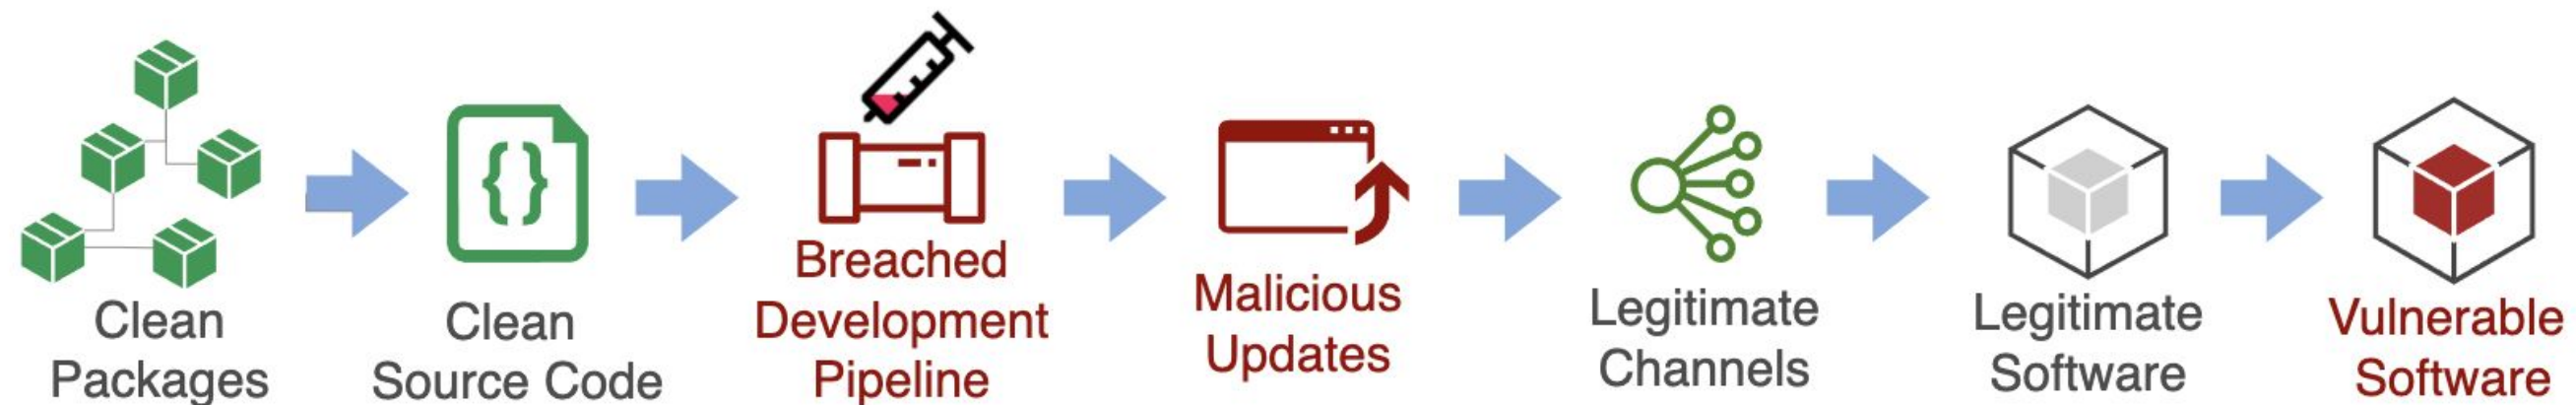 Clean
Packages
Clean
Source Code
Breached
Development
Pipeline
Malicious
Updates
Legitimate
Channels
Legitimate
Software
Vulnerable
Software